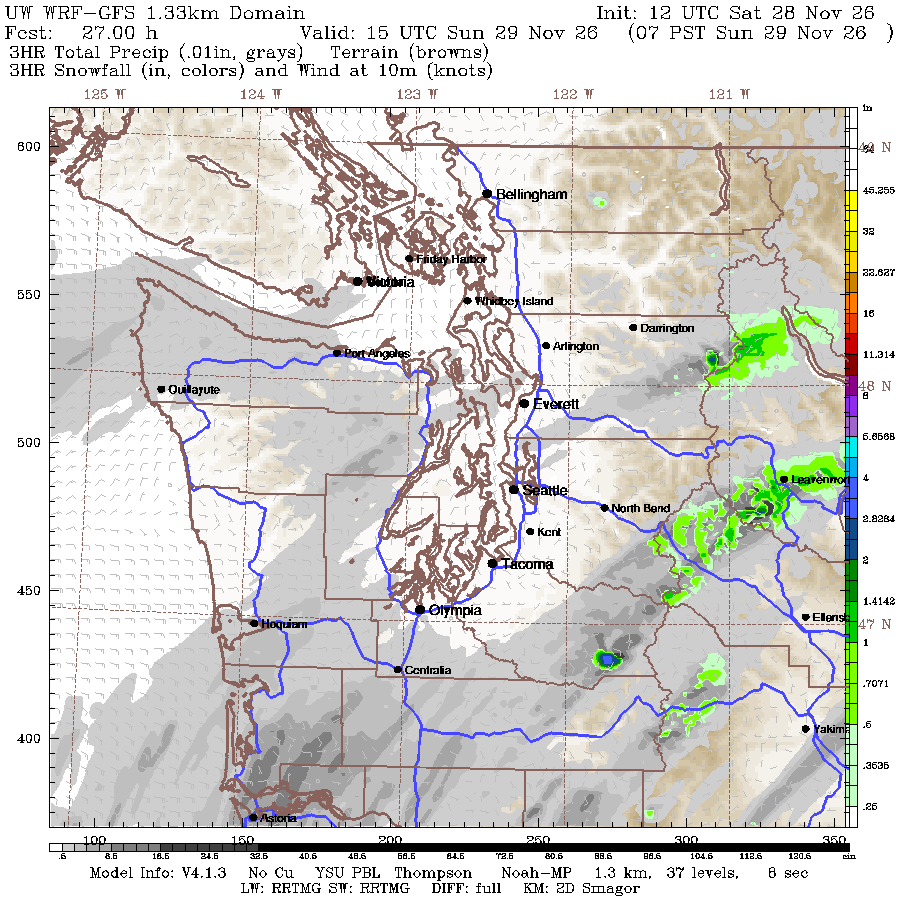 UW WRF-GFS 1.33km Domain Init: 12 UTC Sat 28 Nov 26
Fcst: 27.00 h Valid: 15 UTC Sun 29 Nov 26 (07 PST Sun 29 Nov 26 )
3HR Total Precip (.01in, grays) Terrain (browns)
3HR Snowfall (in, colors) and Wind at 10m (knots)
125 W 124 W 123 W 122 W 121 W
in
600
49 N
Bellingham
45.255
32
Friday Harbor
Victoria
22.627
550
Whidbey Island
16
Darrington
Arlington
Port Angeles
11.314
Quillayute
48 N
8
Everett
5.6568
500
Leavenwor
4
Seattle
North Bend
2.8284
Kent
Tacoma
2
450
1.4142
Olympia
Ellens
Hoquiam
47 N
1
Centralia
.7071
.5
Yakima
400
.3535
.25
Astoria
100 150 200 250 300 350
.5 8.5 16.5 24.5 32.5 40.5 48.5 56.5 64.5 72.5 80.5 88.5 96.5 104.5 112.5 120.5 cin
Model Info: V4.1.3 No Cu YSU PBL Thompson Noah-MP 1.3 km, 37 levels, 8 sec
LW: RRTMG SW: RRTMG DIFF: full KM: 2D Smagor